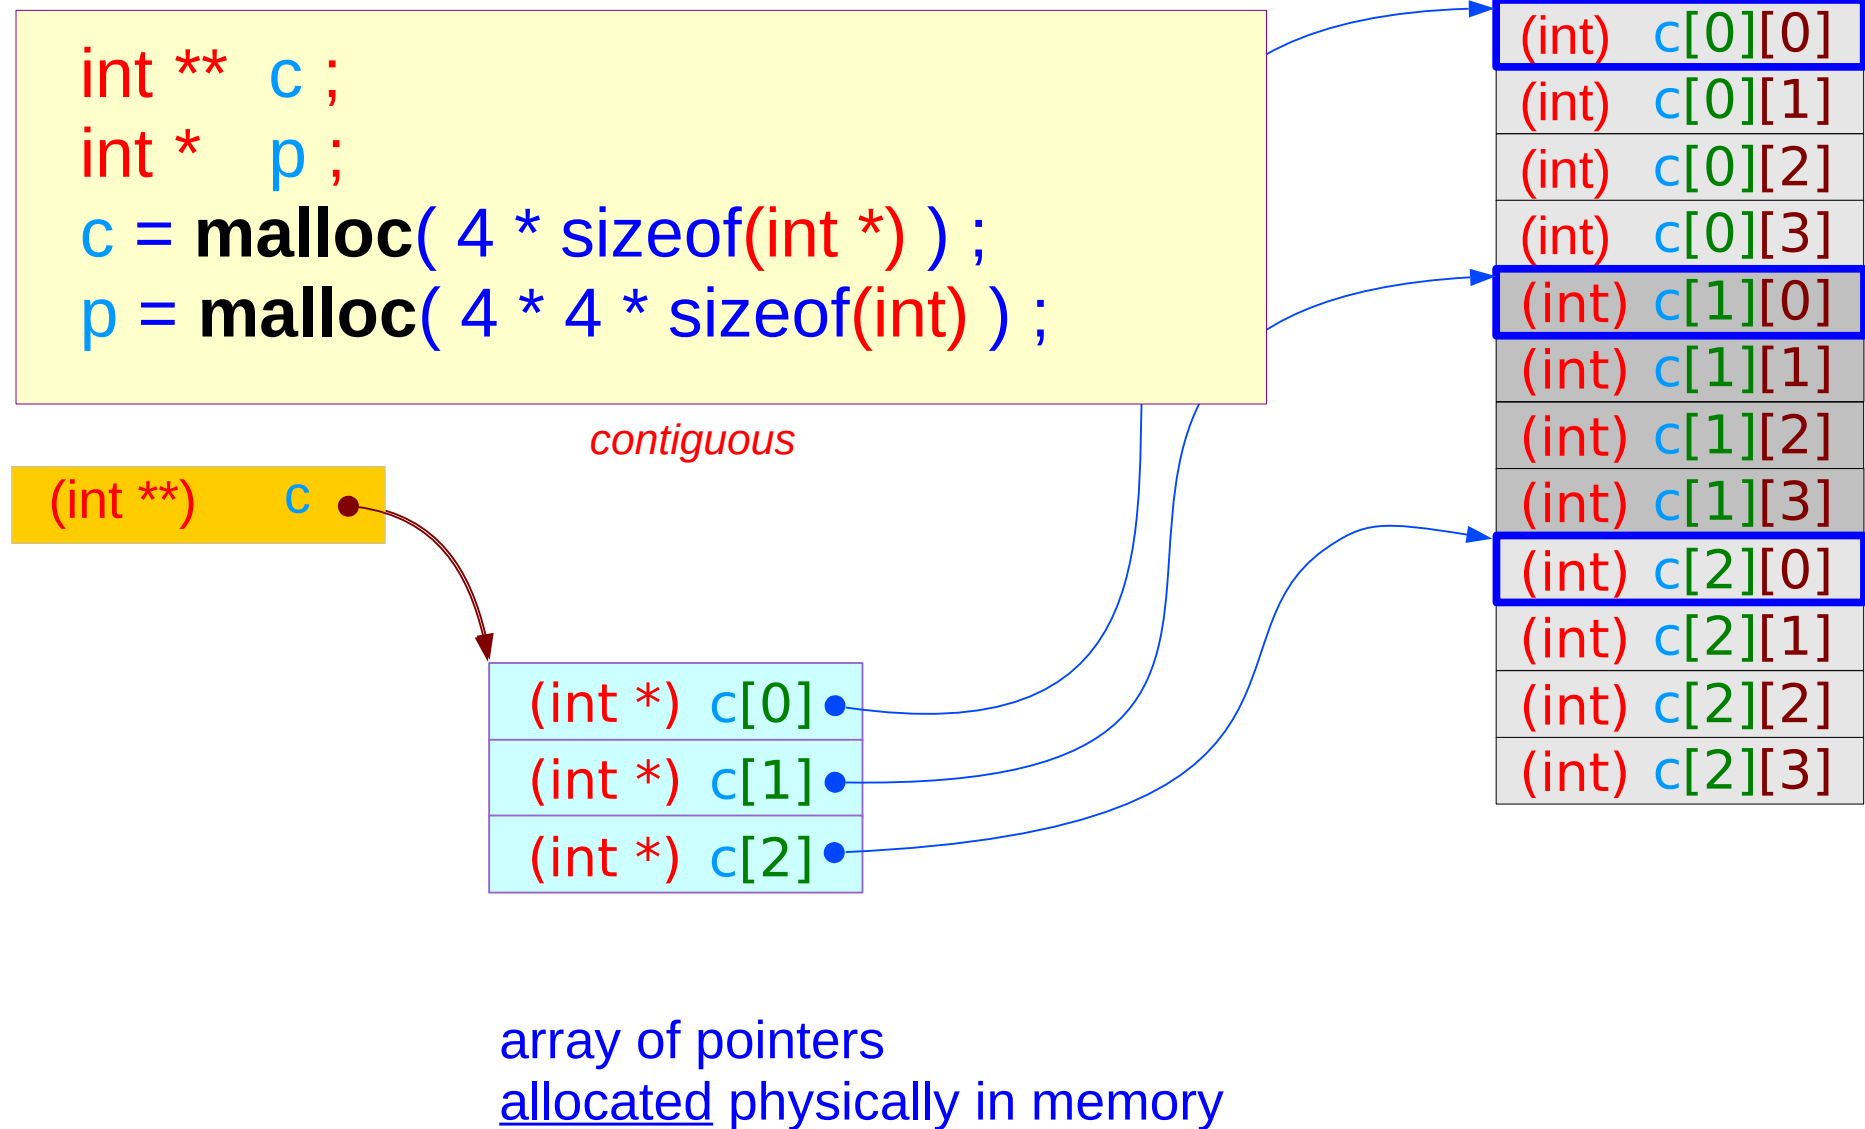 int ** c ;
int * p ;
c = malloc( 4 * sizeof(int *) ) ;
p = malloc( 4 * 4 * sizeof(int) ) ;
contiguous
(int **) c
(int *) c[0]
(int *) c[1]
(int *) c[2]
(int) c[0][0]
(int) c[0][1]
(int) c[0][2]
(int) c[0][3]
(int) c[1][0]
(int) c[1][1]
(int) c[1][2]
(int) c[1][3]
(int) c[2][0]
(int) c[2][1]
(int) c[2][2]
(int) c[2][3]
array of pointers
allocated physically in memory